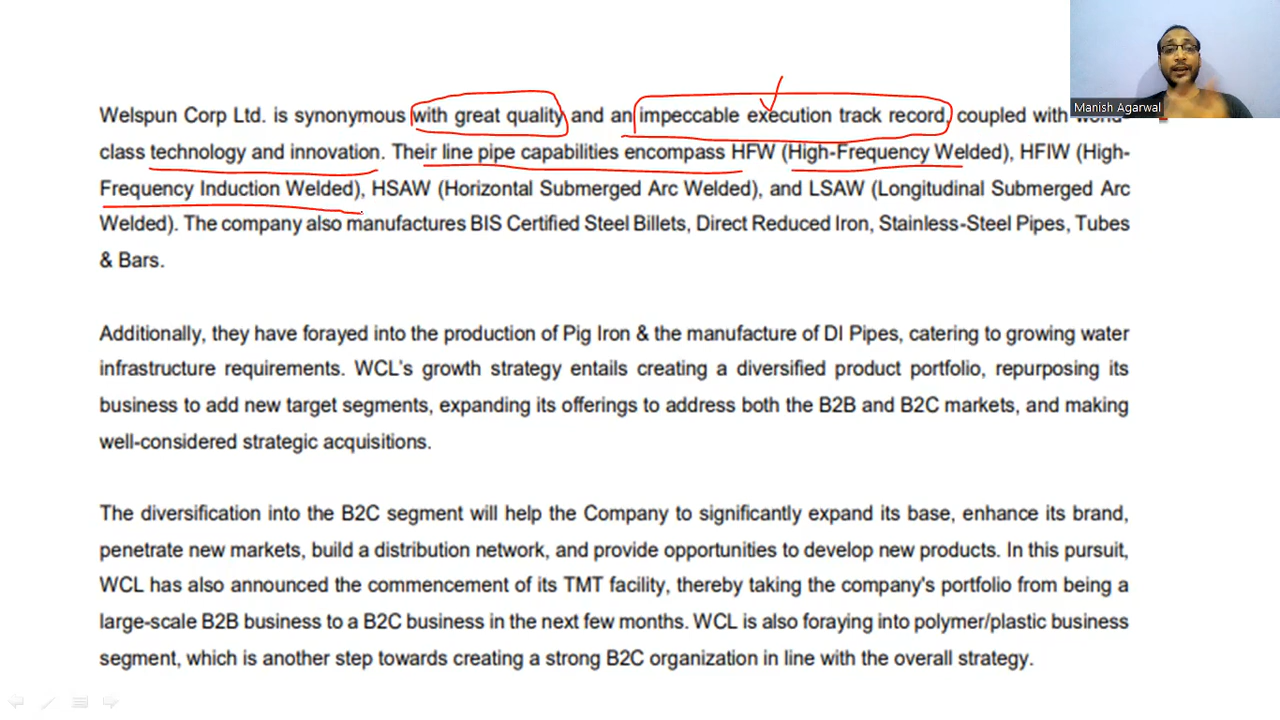 Manish Agarwal
Welspun Corp Ltd. is synonymous with great quality and an impeccable execution track record, coupled with world-
class technology and innovation. Their line pipe capabilities encompass HFW (High-Frequency Welded), HFIW (High-
Frequency Induction Welded), HSAW (Horizontal Submerged Arc Welded), and LSAW (Longitudinal Submerged Arc
Welded). The company also manufactures BIS Certified Steel Billets, Direct Reduced Iron, Stainless-Steel Pipes, Tubes
& Bars.
Additionally, they have forayed into the production of Pig Iron & the manufacture of DI Pipes, catering to growing water
infrastructure requirements. WCL's growth strategy entails creating a diversified product portfolio, repurposing its
business to add new target segments, expanding its offerings to address both the B2B and B2C markets, and making
well-considered strategic acquisitions.
The diversification into the B2C segment will help the Company to significantly expand its base, enhance its brand,
penetrate new markets, build a distribution network, and provide opportunities to develop new products. In this pursuit,
WCL has also announced the commencement of its TMT facility, thereby taking the company's portfolio from being a
large-scale B2B business to a B2C business in the next few months. WCL is also foraying into polymer/plastic business
segment, which is another step towards creating a strong B2C organization in line with the overall strategy.